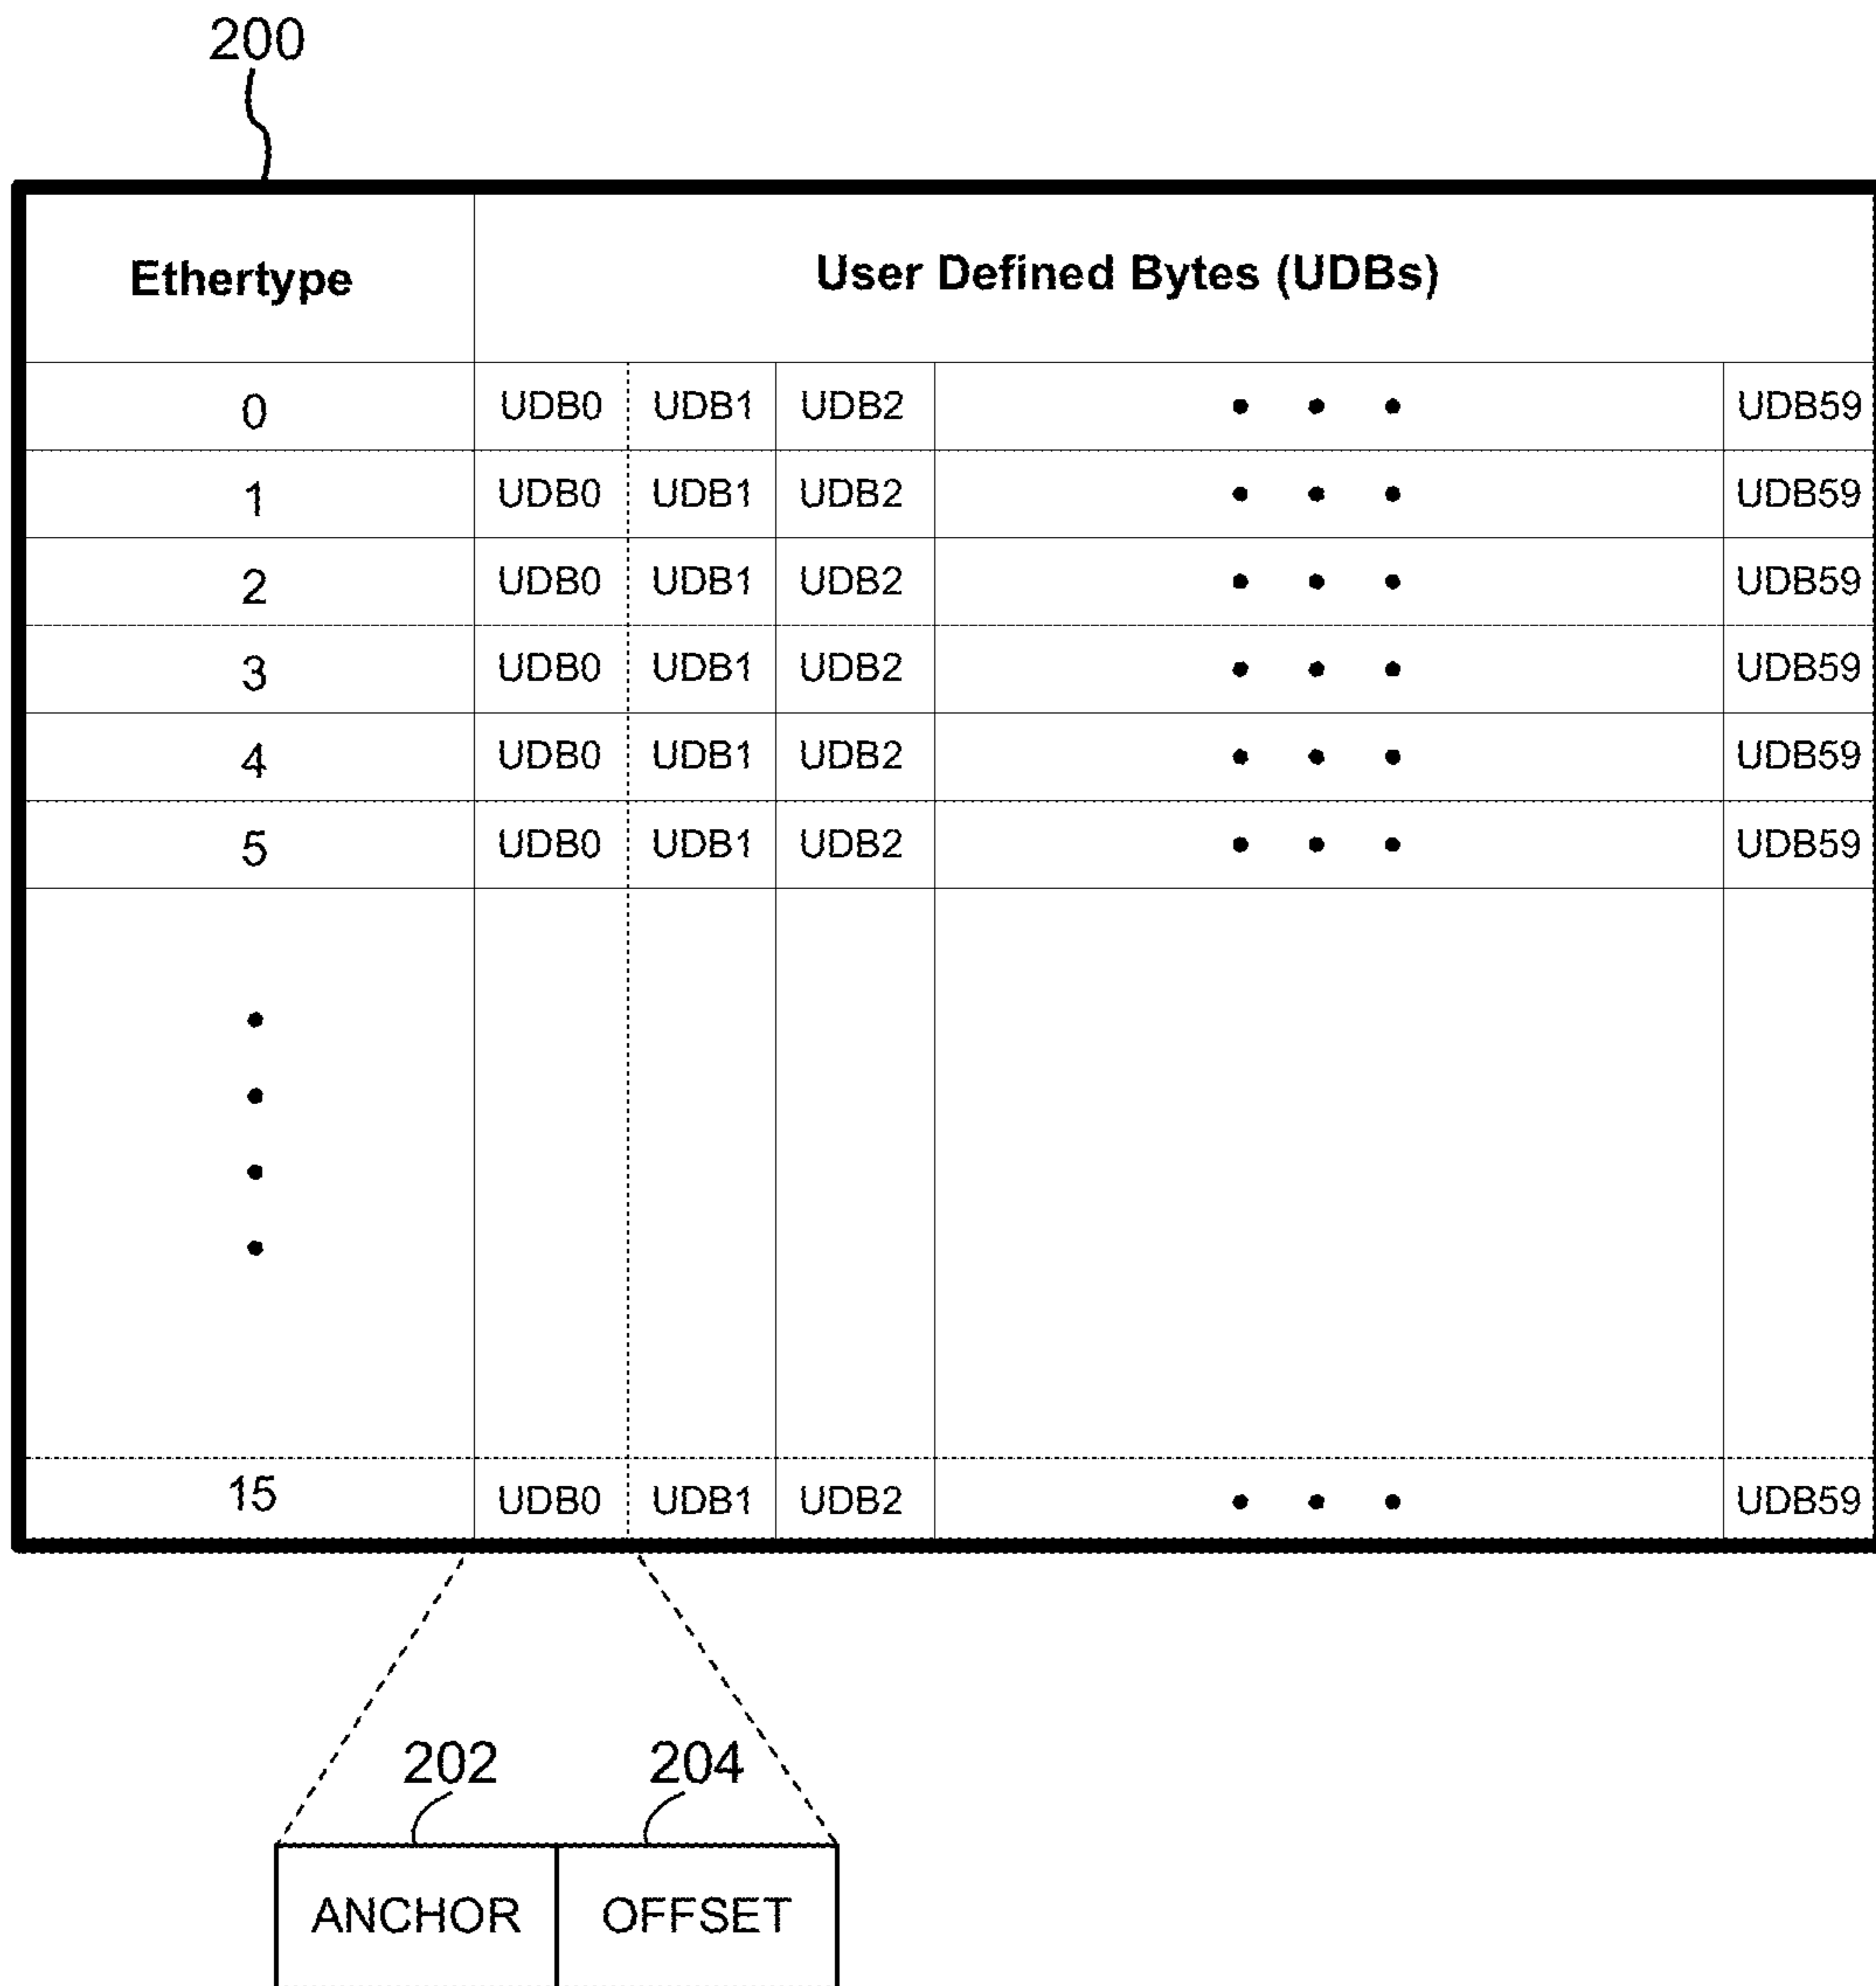 200
Ethertype User Defined Bytes (UDBs)
0 UDB0 UDB1 UDB2 • • • UDB59
1 UDB0 UDB1 UDB2 • • • UDB59
2 UDB0 UDB1 UDB2 • • • UDB59
3 UDB0 UDB1 UDB2 • • • UDB59
4 UDB0 UDB1 UDB2 • • • UDB59
5 UDB0 UDB1 UDB2 • • • UDB59
•
•
•
•
15 UDB0 UDB1 UDB2 • • • UDB59
202 204
ANCHOR OFFSET